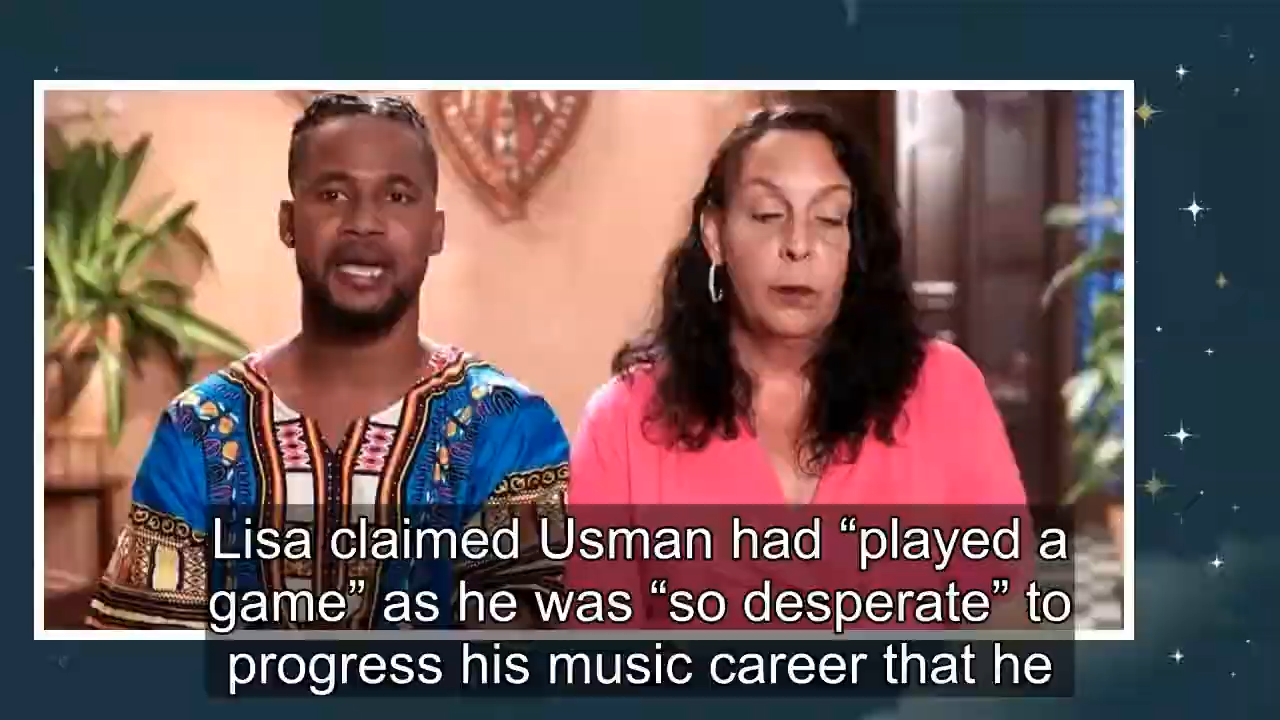 Lisa claimed Usman had “played a
game” as he was “so desperate” to
progress his music career that he